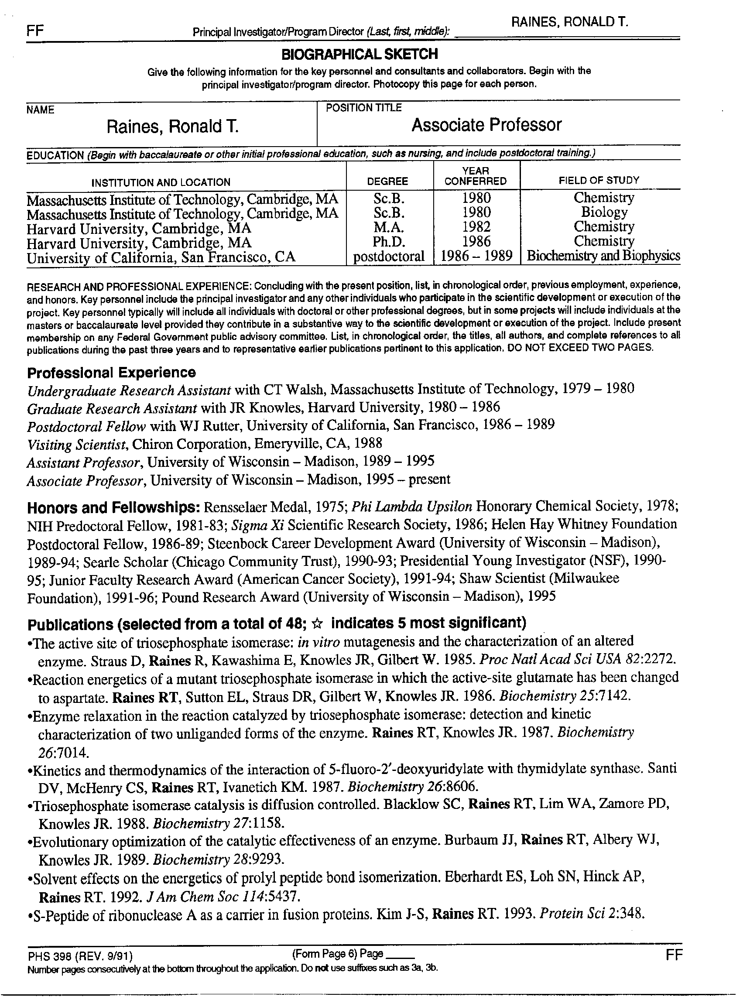 FF
Principal Investigator/Program Director (Last, first, middle): RAINES, RONALD T.
BIOGRAPHICAL SKETCH
Give the following information for the key personnel and consultants and collaborators. Begin with the
principal investigator/program director. Photocopy this page for each person.
NAME POSITION TITLE
Raines, Ronald T. Associate Professor
EDUCATION (Begin with baccalaureate or other initial professional education, such as nursing, and include postdoctoral training.)
INSTITUTION AND LOCATION DEGREE YEAR CONFERRED FIELD OF STUDY
Massachusetts Institute of Technology, Cambridge, MA Sc.B. 1980 Chemistry
Massachusetts Institute of Technology, Cambridge, MA Sc.B. 1980 Biology
Harvard University, Cambridge, MA M.A. 1982 Chemistry
Harvard University, Cambridge, MA Ph.D. 1986 Chemistry
University of California, San Francisco, CA postdoctoral 1986 – 1989 Biochemistry and Biophysics
RESEARCH AND PROFESSIONAL EXPERIENCE: Concluding with the present position, list, in chronological order, previous employment, experience,
and honors. Key personnel include the principal investigator and any other individuals who participate in the scientific development or execution of the
project. Key personnel typically will include all individuals with doctoral or other professional degrees, but in some projects will include individuals at the
masters or baccalaureate level provided they contribute in a substantive way to the scientific development or execution of the project. Include present
membership on any Federal Government public advisory committee. List, in chronological order, the titles, all authors, and complete references to all
publications during the past three years and to representative earlier publications pertinent to this application. DO NOT EXCEED TWO PAGES.
Professional Experience
Undergraduate Research Assistant with CT Walsh, Massachusetts Institute of Technology, 1979 – 1980
Graduate Research Assistant with JR Knowles, Harvard University, 1980 – 1986
Postdoctoral Fellow with WJ Rutter, University of California, San Francisco, 1986 – 1989
Visiting Scientist, Chiron Corporation, Emeryville, CA, 1988
Assistant Professor, University of Wisconsin – Madison, 1989 – 1995
Associate Professor, University of Wisconsin – Madison, 1995 – present
Honors and Fellowships: Rensselaer Medal, 1975; Phi Lambda Upsilon Honorary Chemical Society, 1978;
NIH Predoctoral Fellow, 1981-83; Sigma Xi Scientific Research Society, 1986; Helen Hay Whitney Foundation
Postdoctoral Fellow, 1986-89; Steenbock Career Development Award (University of Wisconsin – Madison),
1989-94; Searle Scholar (Chicago Community Trust), 1990-93; Presidential Young Investigator (NSF), 1990-
95; Junior Faculty Research Award (American Cancer Society), 1991-94; Shaw Scientist (Milwaukee
Foundation), 1991-96; Pound Research Award (University of Wisconsin – Madison), 1995
Publications (selected from a total of 48; ☆ indicates 5 most significant)
•The active site of triosephosphate isomerase: in vitro mutagenesis and the characterization of an altered
enzyme. Straus D, Raines R, Kawashima E, Knowles JR, Gilbert W. 1985. Proc Natl Acad Sci USA 82:2272.
•Reaction energetics of a mutant triosephosphate isomerase in which the active-site glutamate has been changed
to aspartate. Raines RT, Sutton EL, Straus DR, Gilbert W, Knowles JR. 1986. Biochemistry 25:7142.
•Enzyme relaxation in the reaction catalyzed by triosephosphate isomerase: detection and kinetic
characterization of two unliganded forms of the enzyme. Raines RT, Knowles JR. 1987. Biochemistry
26:7014.
•Kinetics and thermodynamics of the interaction of 5-fluoro-2′-deoxyuridylate with thymidylate synthase. Santi
DV, McHenry CS, Raines RT, Ivanetich KM. 1987. Biochemistry 26:8606.
•Triosephosphate isomerase catalysis is diffusion controlled. Blacklow SC, Raines RT, Lim WA, Zamore PD,
Knowles JR. 1988. Biochemistry 27:1158.
•Evolutionary optimization of the catalytic effectiveness of an enzyme. Burbaum JJ, Raines RT, Albery WJ,
Knowles JR. 1989. Biochemistry 28:9293.
•Solvent effects on the energetics of prolyl peptide bond isomerization. Eberhardt ES, Loh SN, Hinck AP,
Raines RT. 1992. J Am Chem Soc 114:5437.
•S-Peptide of ribonuclease A as a carrier in fusion proteins. Kim J-S, Raines RT. 1993. Protein Sci 2:348.
PHS 398 (REV. 9/91) (Form Page 6) Page ____ FF
Number pages consecutively at the bottom throughout the application. Do not use suffixes such as 3a, 3b.